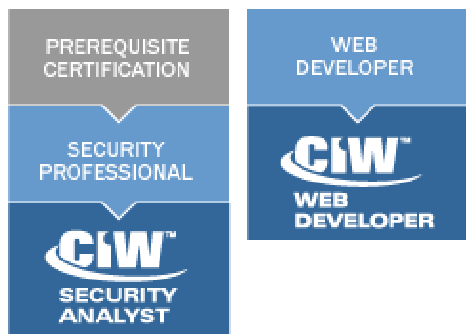 PREREQUISITE
CERTIFICATION
SECURITY
PROFESSIONAL
CIW™
SECURITY
ANALYST
WEB
DEVELOPER
CIW™
WEB
DEVELOPER